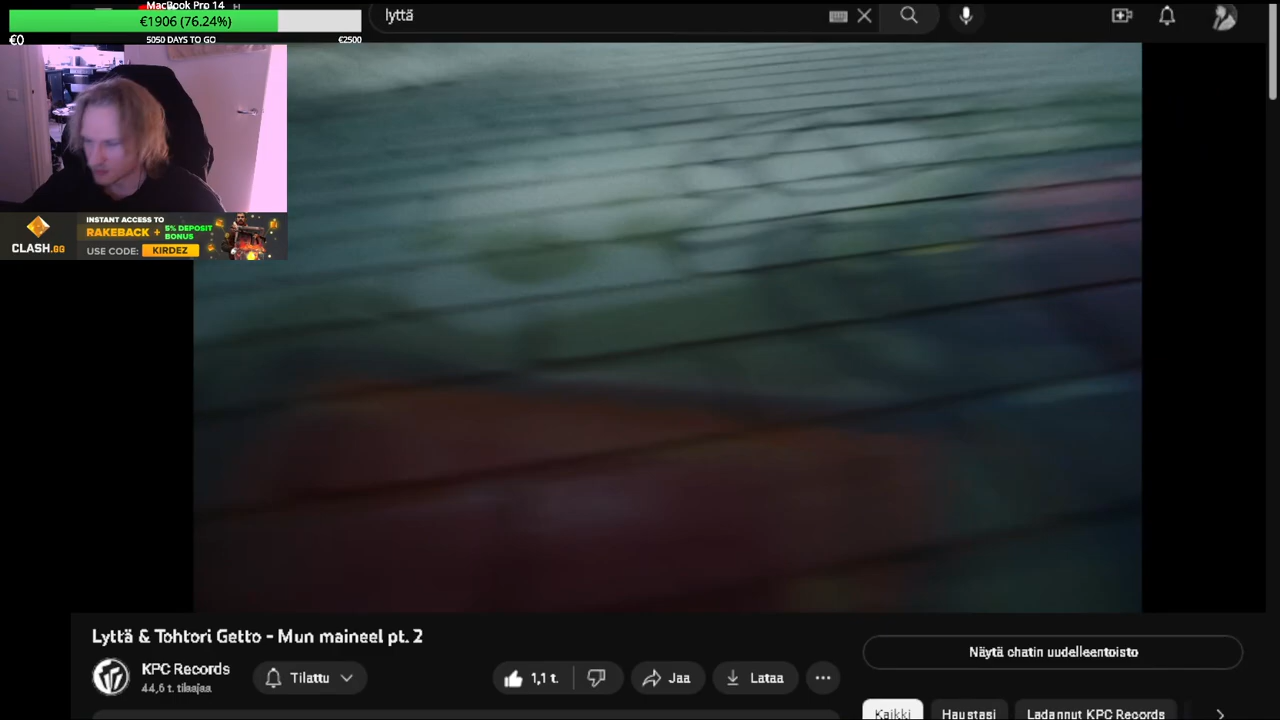 MacBook Pro 14
€1906 (76.24%)
€0
5050 DAYS TO GO
€2500
lyttä
INSTANT ACCESS TO
RAKEBACK +
5% DEPOSIT
BONUS
CLASH.GG
USE CODE:
KIRDEZ
Lyttä & Tohtori Getto - Mun maineel pt. 2
KPC Records
44,6 t. tilaajaa
Tilattu
1,1 t.
Jaa
Lataa
Näytä chatin uudelleentoisto
Kaikki
Haustasi
Ladannut KPC Records